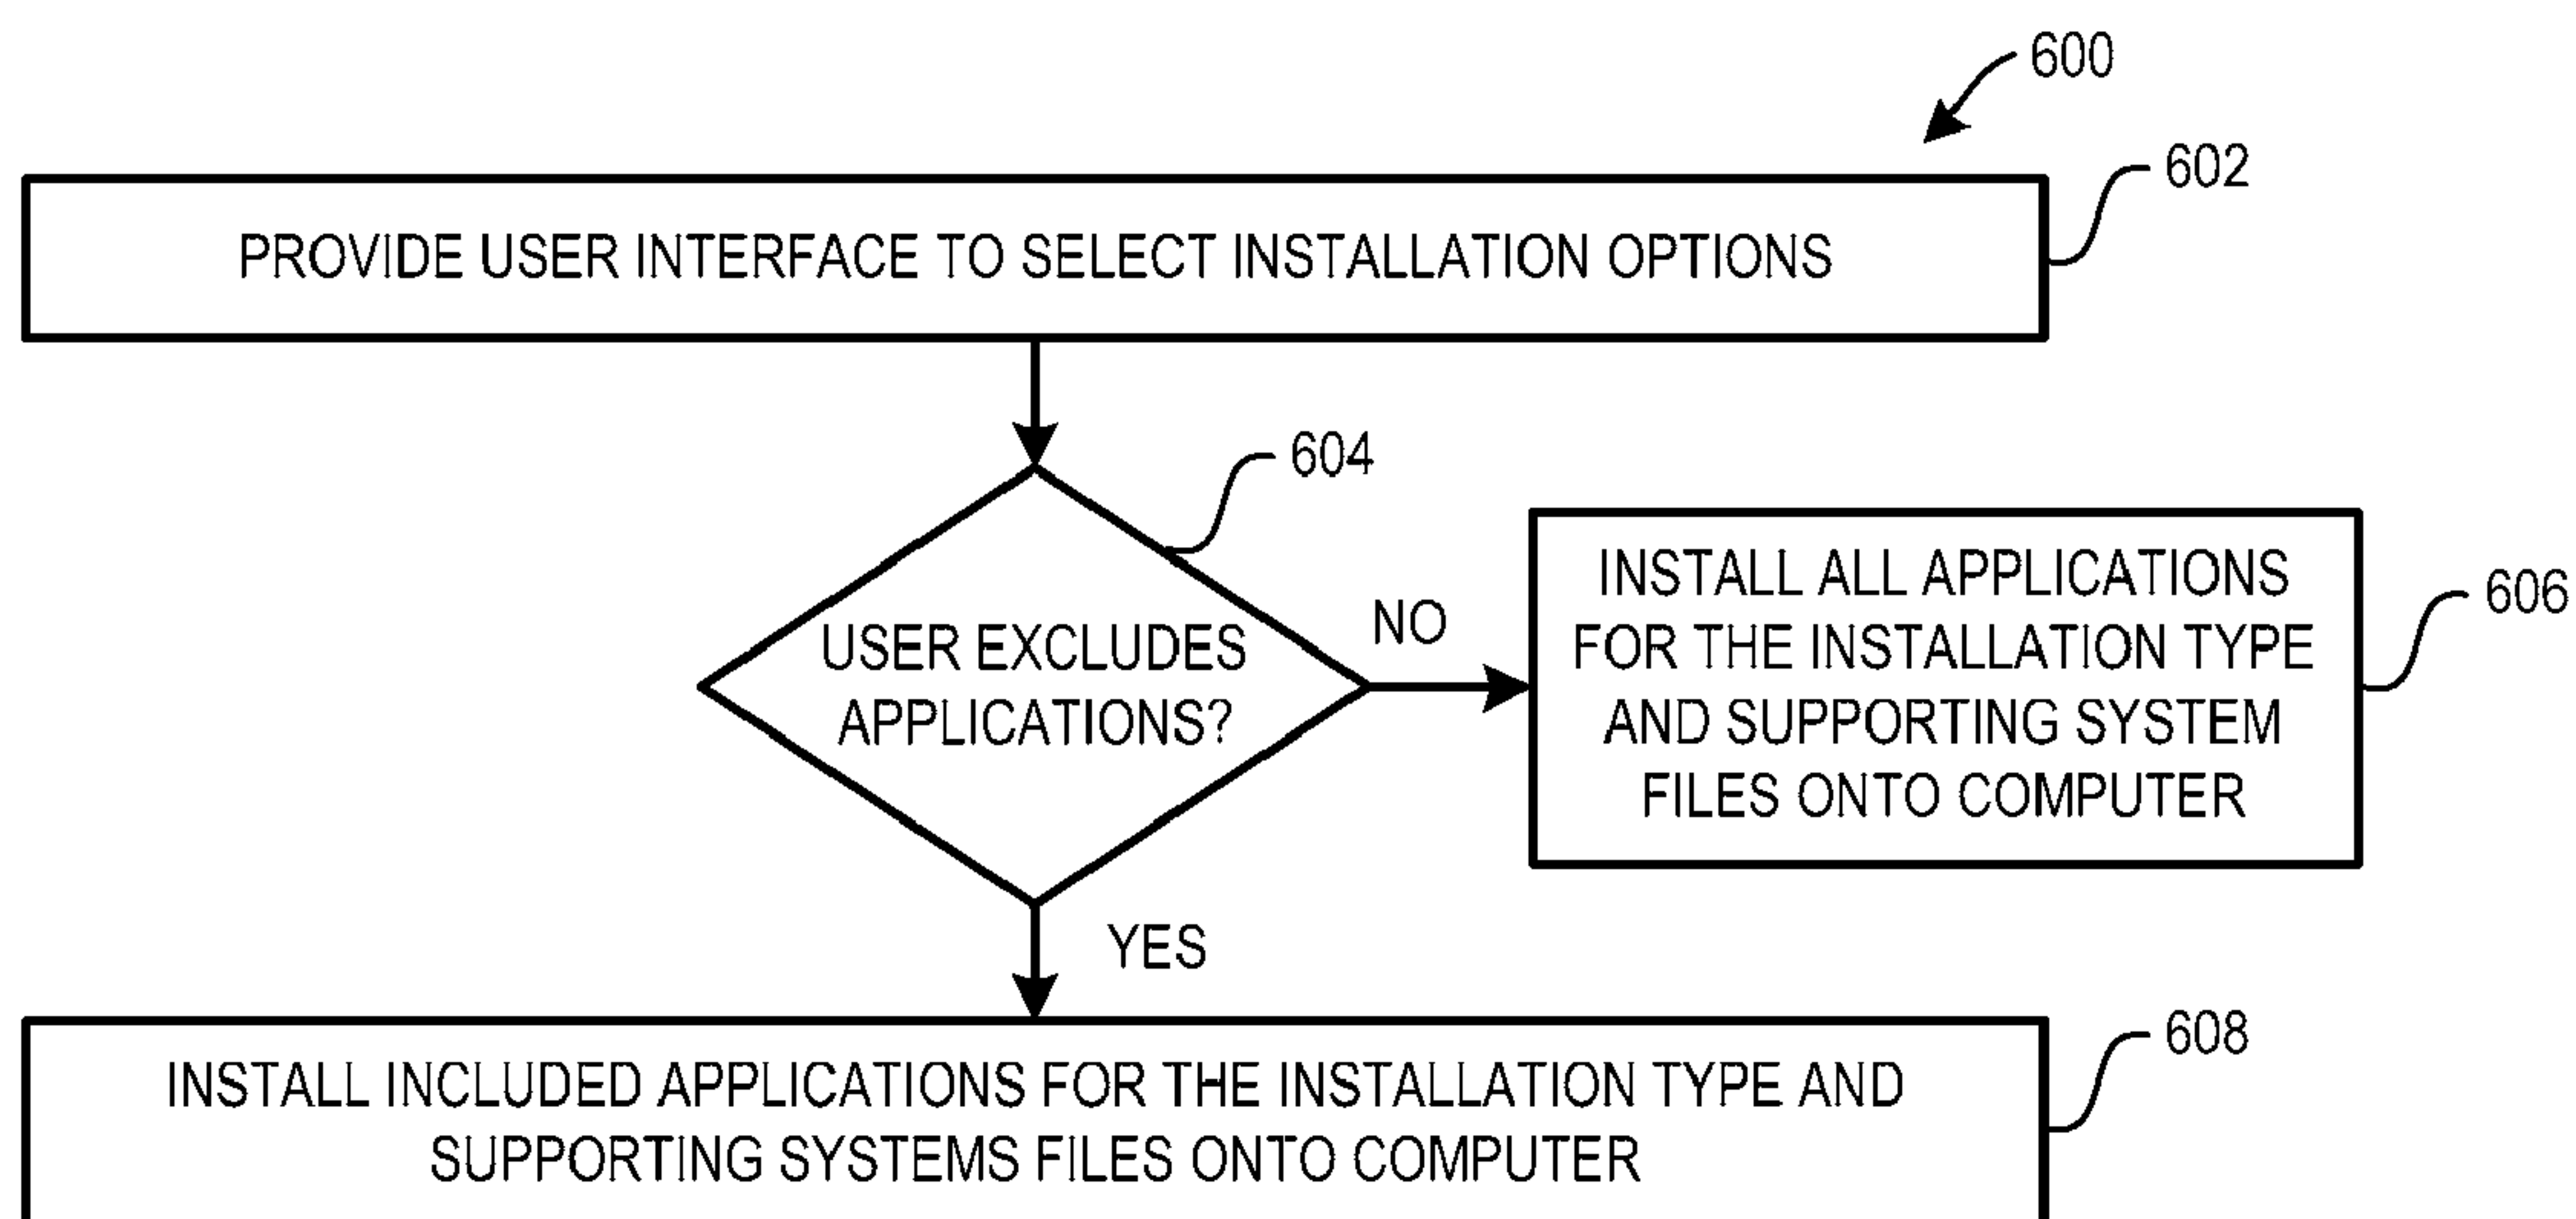 600
602
PROVIDE USER INTERFACE TO SELECT INSTALLATION OPTIONS
604
USER EXCLUDES
APPLICATIONS?
NO
INSTALL ALL APPLICATIONS
FOR THE INSTALLATION TYPE
AND SUPPORTING SYSTEM
FILES ONTO COMPUTER
606
YES
608
INSTALL INCLUDED APPLICATIONS FOR THE INSTALLATION TYPE AND
SUPPORTING SYSTEMS FILES ONTO COMPUTER